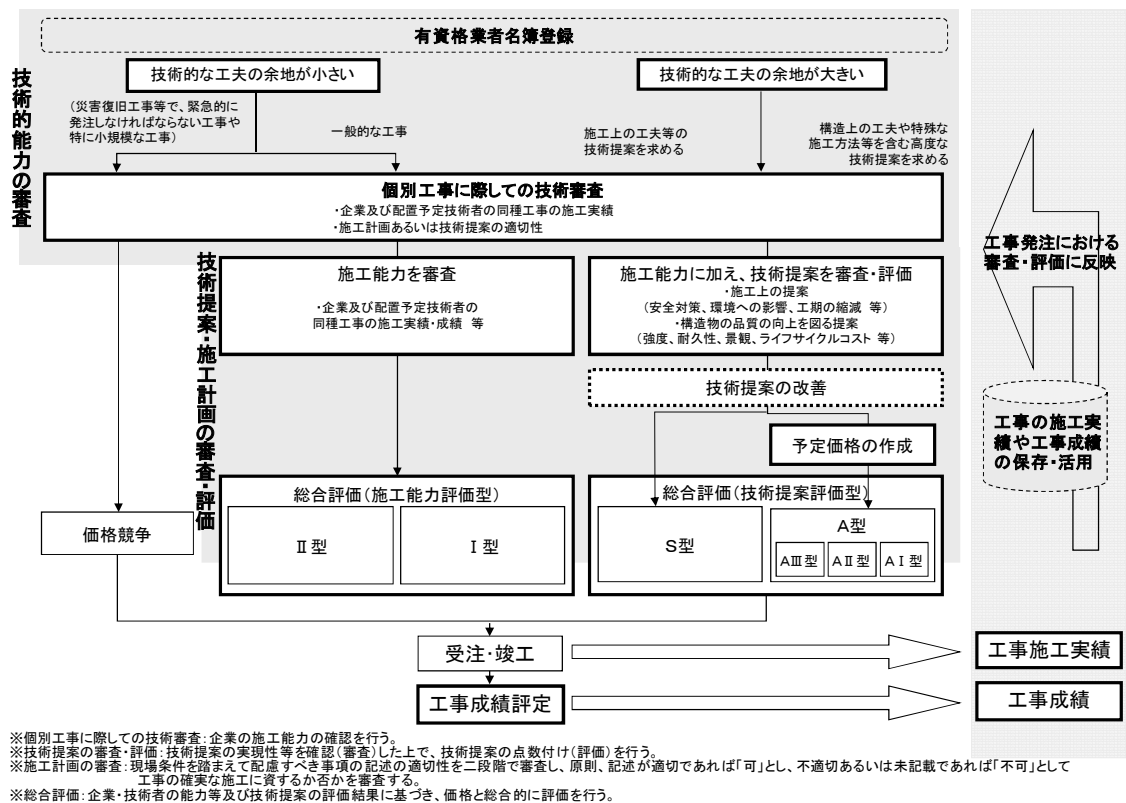 有資格業者名簿登録
技術的能力の審査
技術的な工夫の余地が小さい
技術的な工夫の余地が大きい
(災害復旧工事等で、緊急的に
発注しなければならない工事や
特に小規模な工事)
一般的な工事
施工上の工夫等の
技術提案を求める
構造上の工夫や特殊な
施工方法等を含む高度な
技術提案を求める
個別工事に際しての技術審査
・企業及び配置予定技術者の同種工事の施工実績
・施工計画あるいは技術提案の適切性
技術提案・施工計画の審査・評価
施工能力を審査
・企業及び配置予定技術者の
同種工事の施工実績・成績 等
施工能力に加え、技術提案を審査・評価
・施工上の提案
(安全対策、環境への影響、工期の縮減 等)
・構造物の品質の向上を図る提案
(強度、耐久性、景観、ライフサイクルコスト 等)
技術提案の改善
予定価格の作成
価格競争
総合評価(施工能力評価型)
Ⅱ型
Ⅰ型
総合評価(技術提案評価型)
S型
A型
AⅢ型
AⅡ型
AⅠ型
工事発注における
審査・評価に反映
工事の施工実
績や工事成績
の保存・活用
受注・竣工
工事施工実績
工事成績評定
工事成績
※個別工事に際しての技術審査:企業の施工能力の確認を行う。
※技術提案の審査・評価:技術提案の実現性等を確認(審査)した上で、技術提案の点数付け(評価)を行う。
※施工計画の審査:現場条件を踏まえて配慮すべき事項の記述の適切性を二段階で審査し、原則、記述が適切であれば「可」とし、不適切あるいは未記載であれば「不可」として
工事の確実な施工に資するか否かを審査する。
※総合評価:企業・技術者の能力等及び技術提案の評価結果に基づき、価格と総合的に評価を行う。